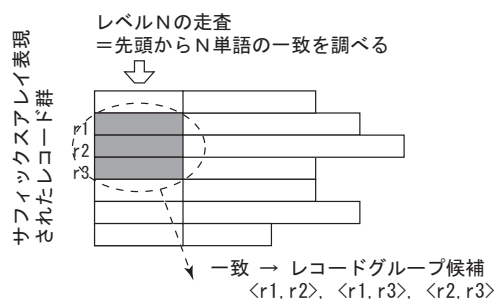 レベルＮの走査
＝先頭からＮ単語の一致を調べる
サフィックスアレイ表現
されたレコード群
r1
r2
r3
一致 → レコードグループ候補
<r1, r2>, <r1, r3>, <r2, r3>